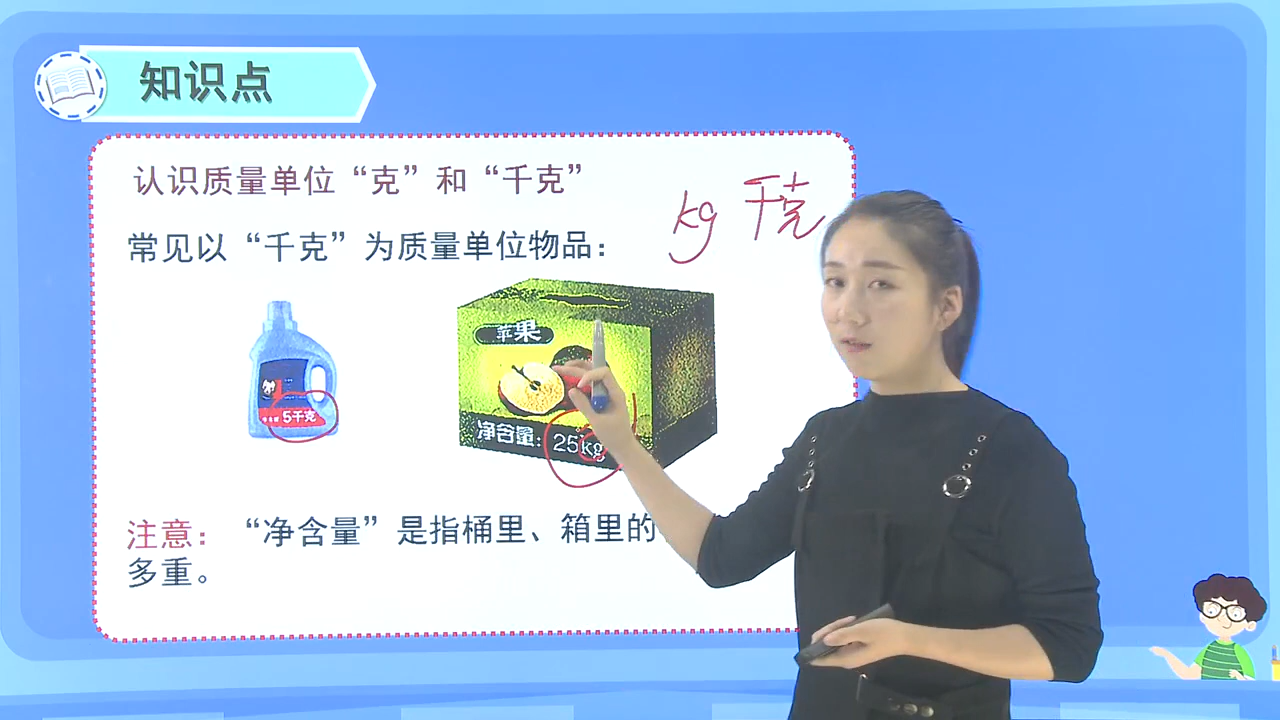 知识点
认识质量单位“克”和“千克”
kg 千克
常见以“千克”为质量单位物品：
苹果
5千克
净含量：25kg
注意：“净含量”是指桶里、箱里的
多重。